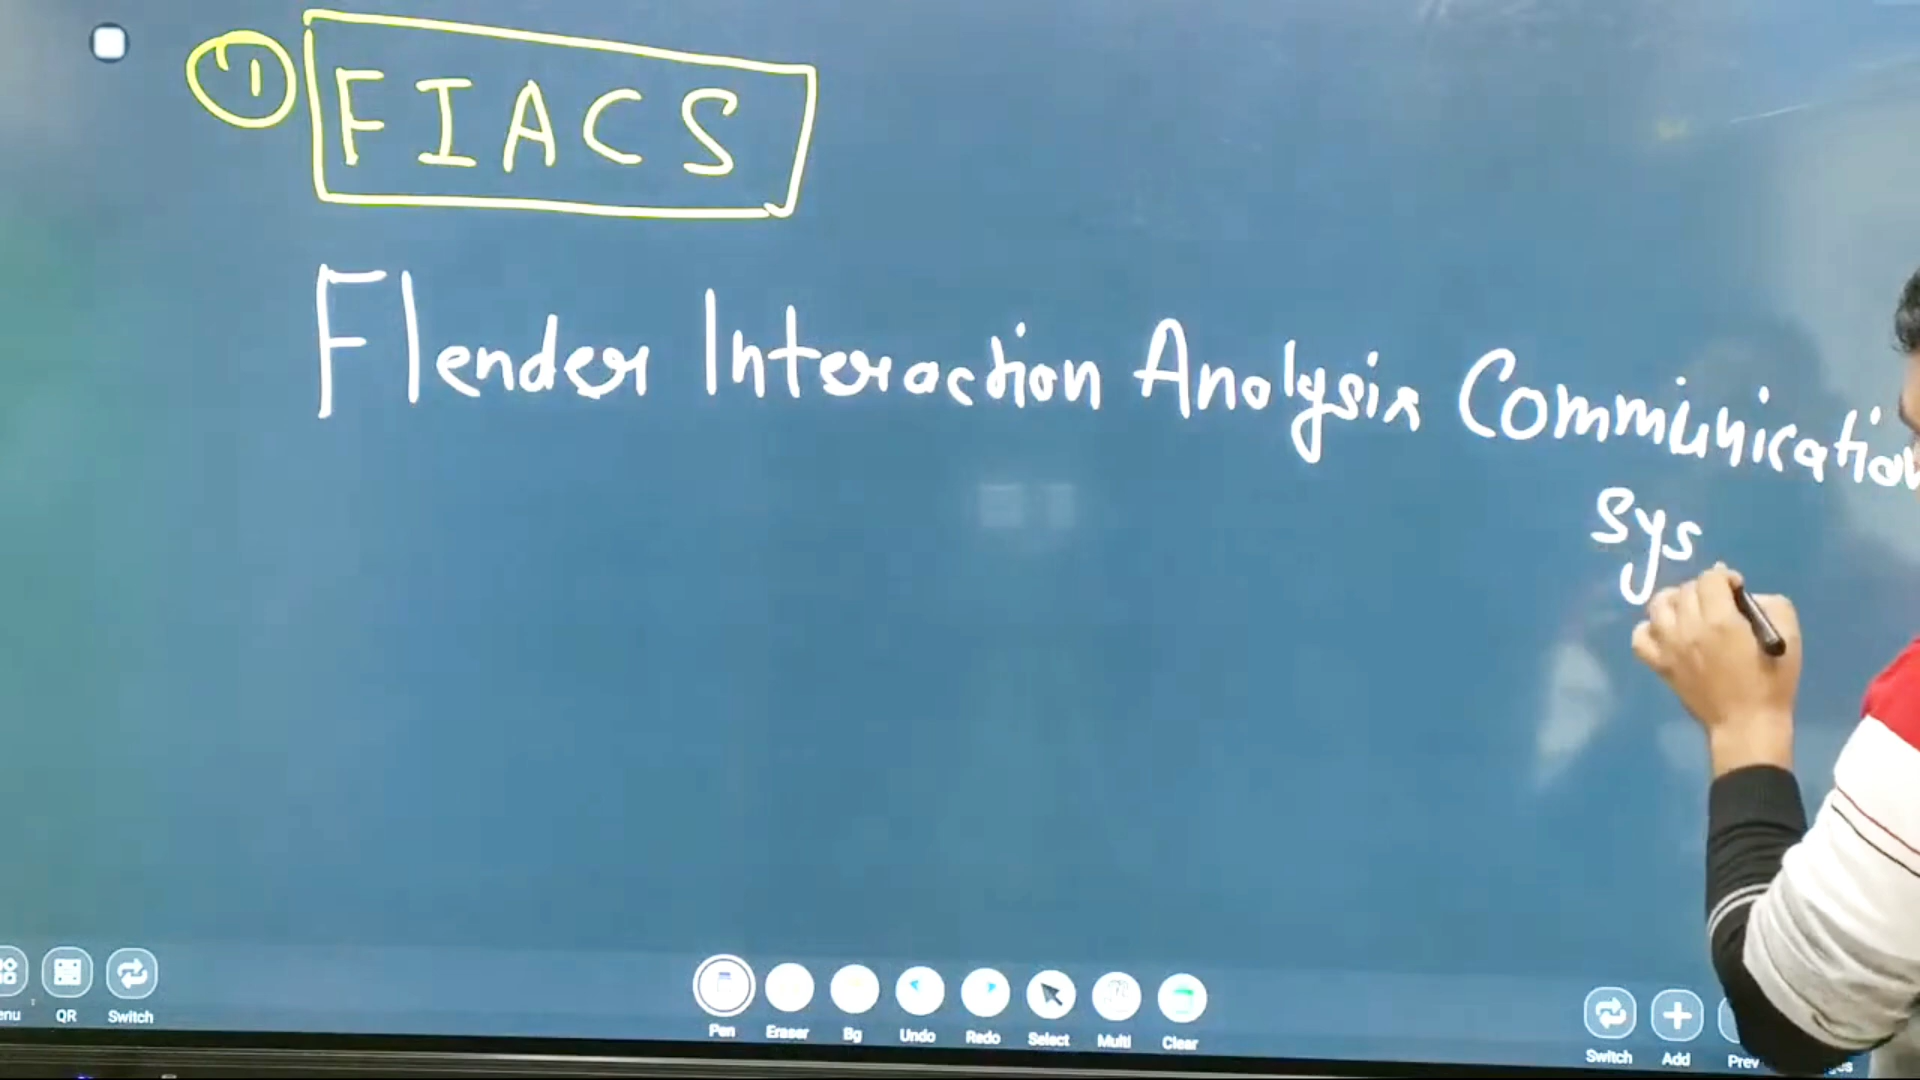 1 FIACS
Flender Interaction Analysis Communication
sys
QR Switch Pen Eraser Bg Undo Redo Select Multi Clear Switch Add Prev